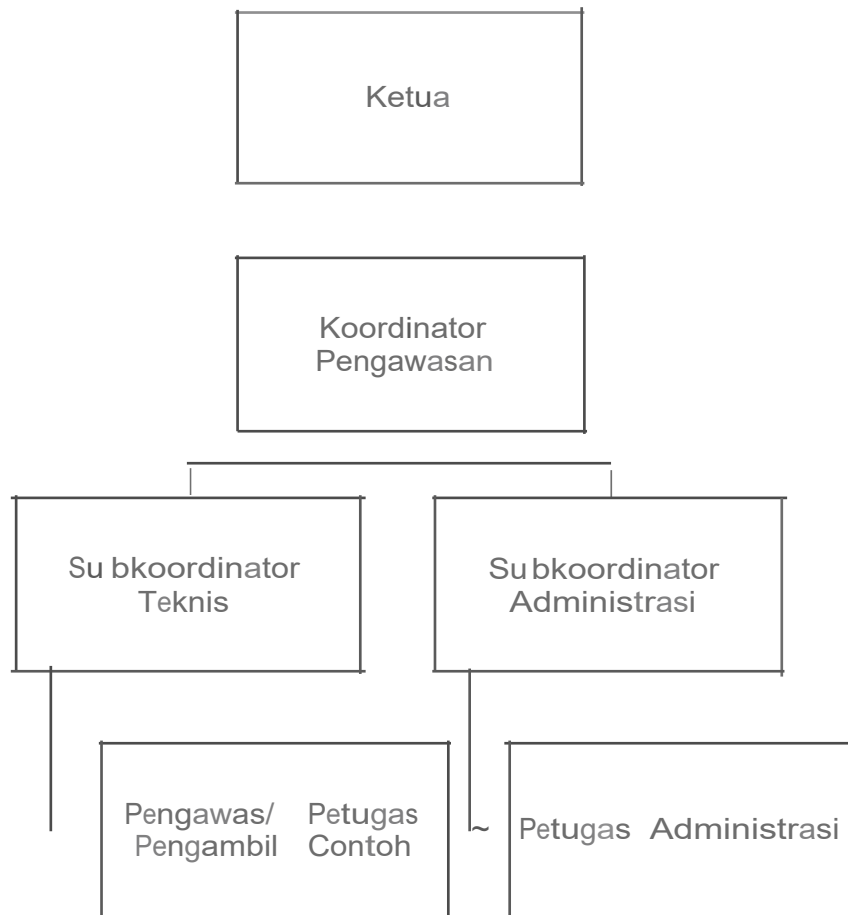 Ketua
Koordinator
Pengawasan
Su bkoordinator
Teknis
Su bkoordinator
Administrasi
Pengawas/ Petugas
Pengambil Contoh
~
Petugas Administrasi